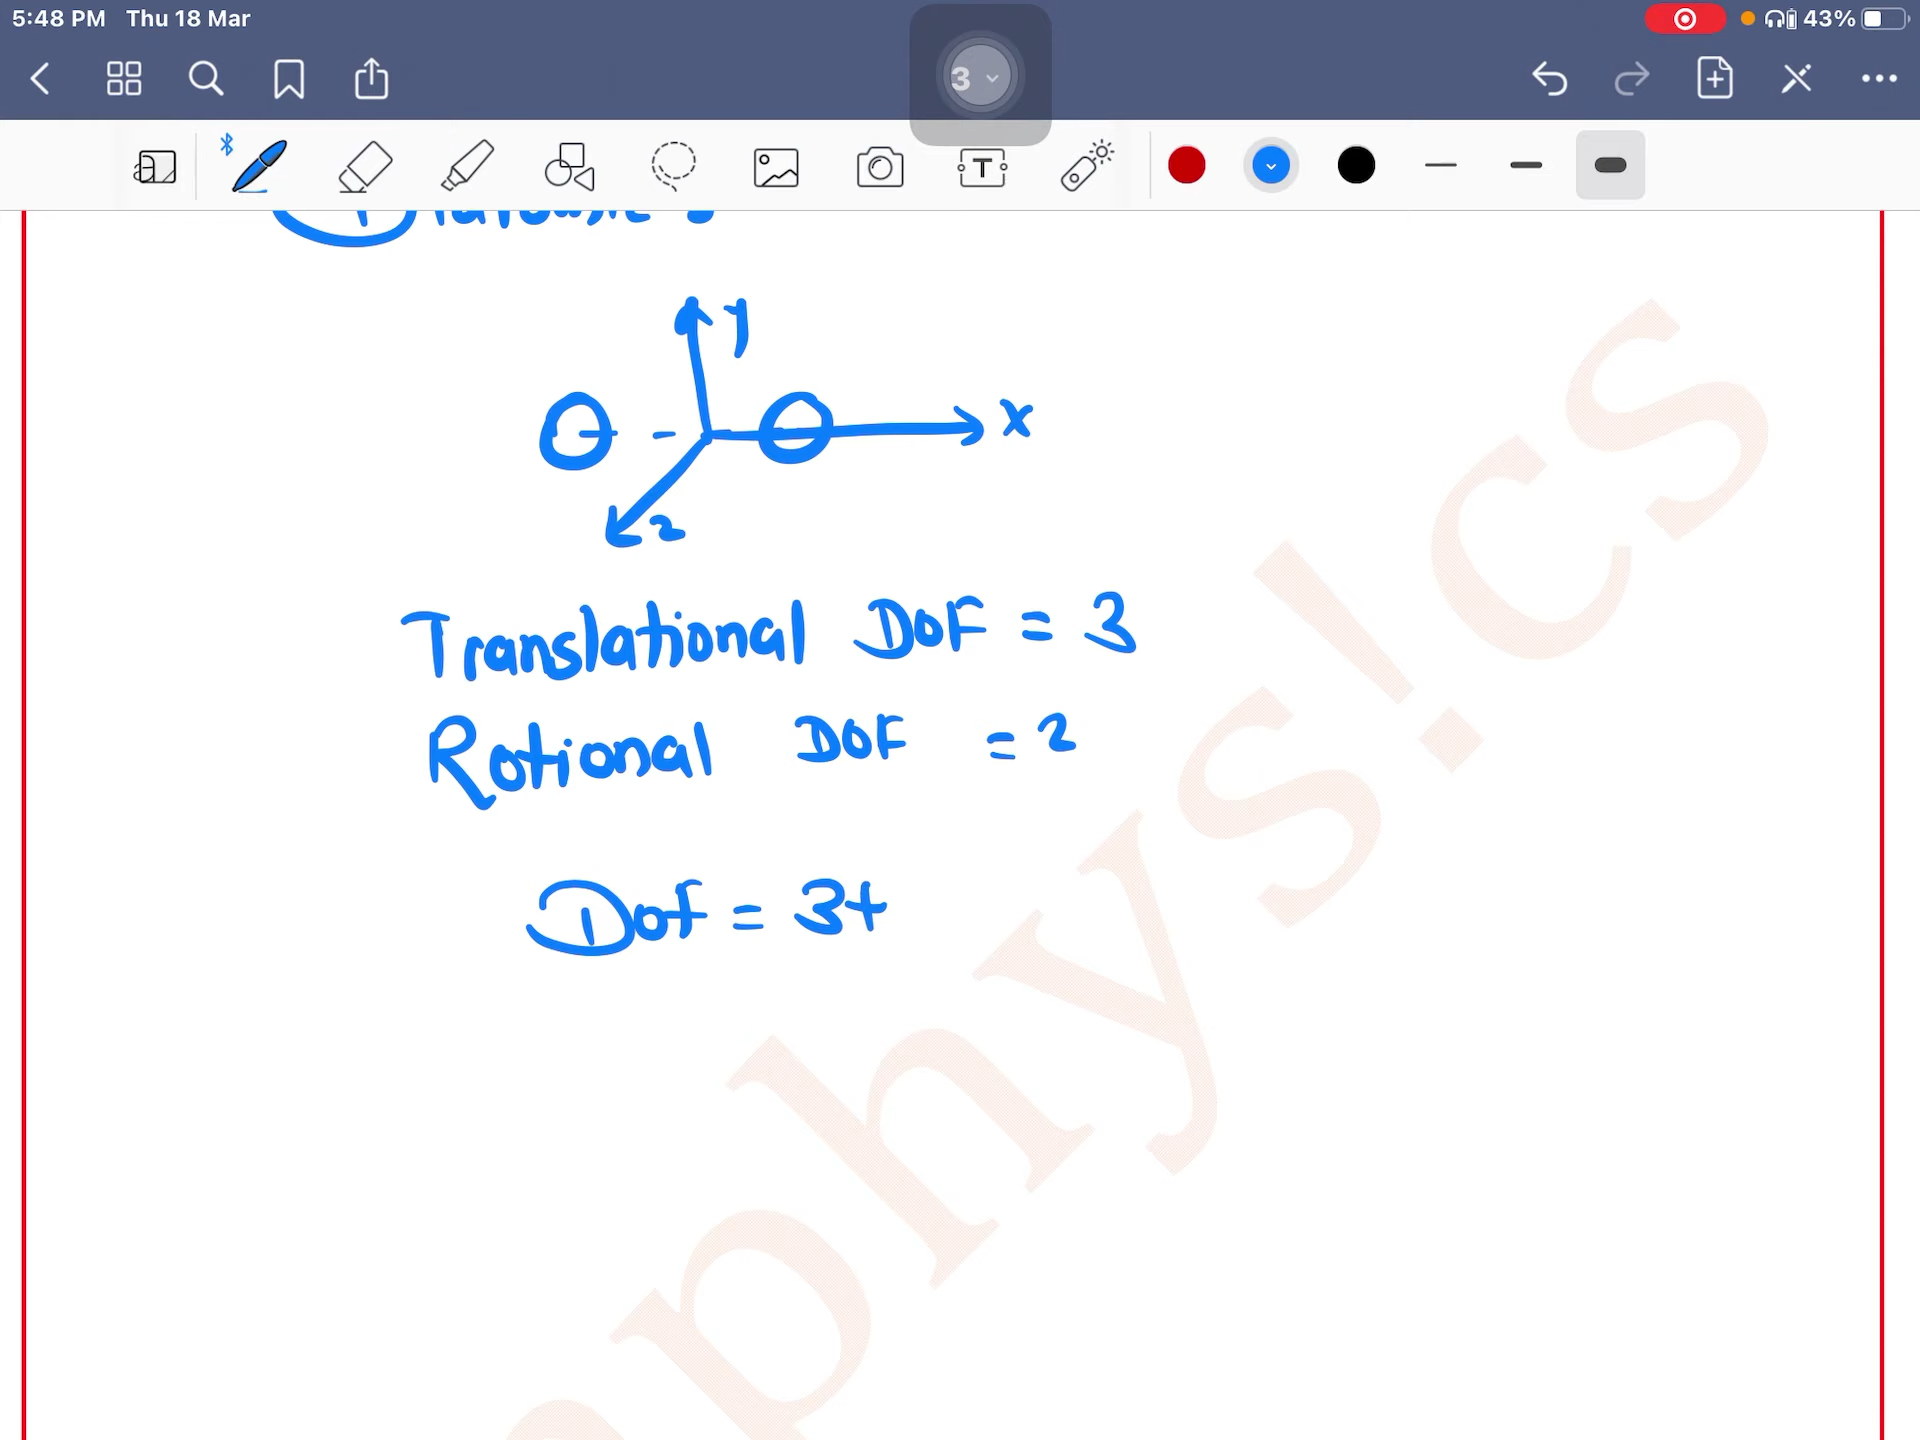 5:48 PM Thu 18 Mar
43%
3
T
y
x
z
Translational DOF = 3
Rotional DOF = 2
Dof = 3+
phys!cs